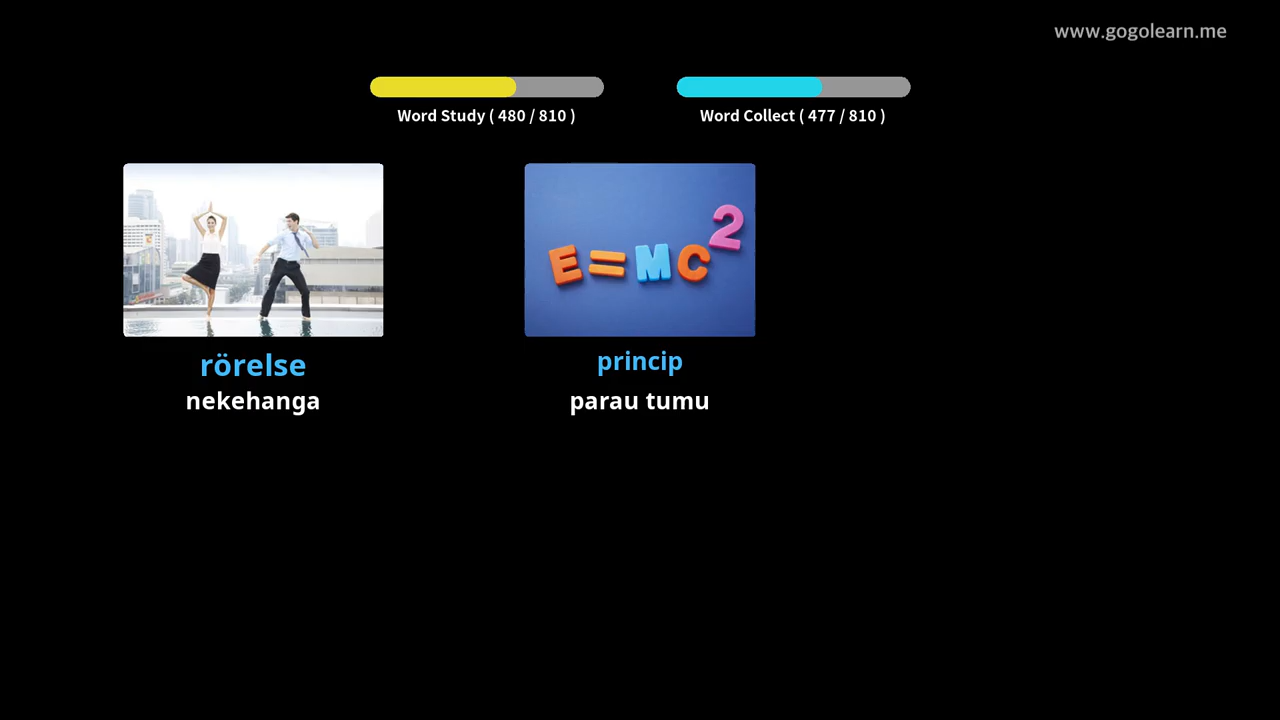 www.gogolearn.me
Word Study ( 480 / 810 )
Word Collect ( 477 / 810 )
E=MC2
rörelse
nekehanga
princip
parau tumu